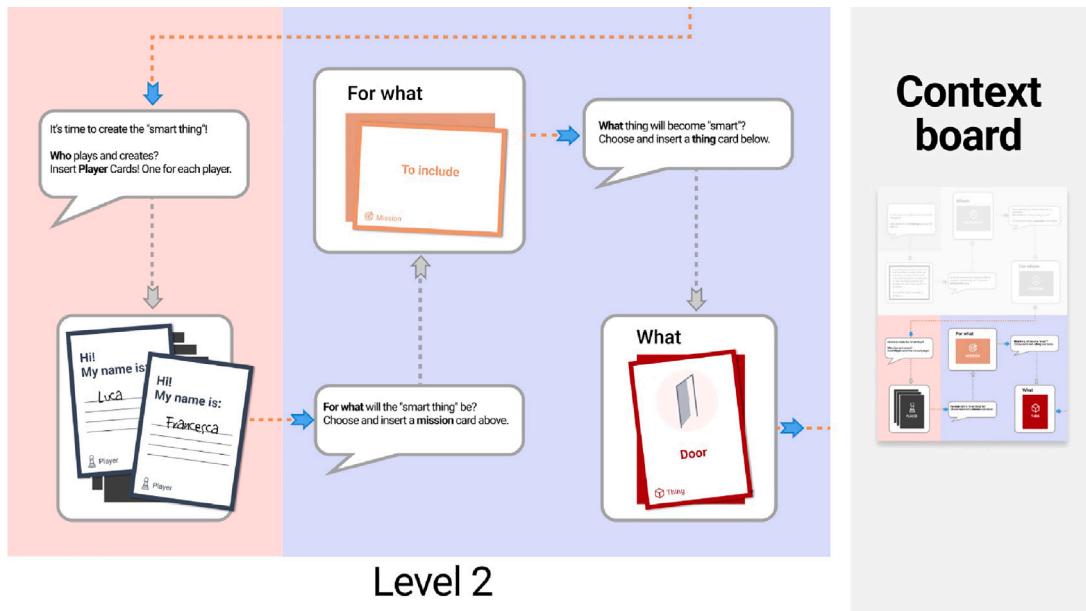 It's time to create the "smart thing"!
Who plays and creates?
Insert Player Cards! One for each player.
Hi!
My name is:
Luca
Player
Hi!
My name is:
Francesca
Player
For what will the "smart thing" be?
Choose and insert a mission card above.
For what
To include
Mission
What thing will become "smart"?
Choose and insert a thing card below.
What
Door
Thing
Level 2
Context
board
For what
What